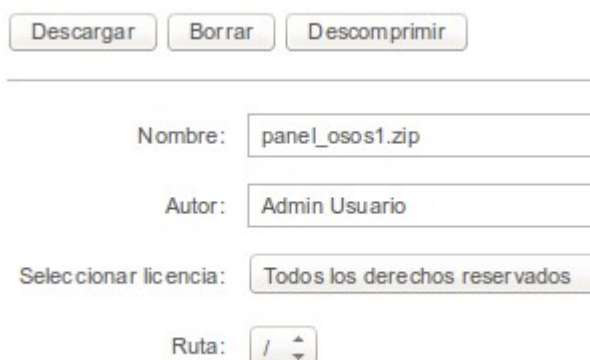 Descargar Borrar Descomprimir
Nombre: panel_osos1.zip
Autor: Admin Usuario
Seleccionar licencia: Todos los derechos reservados
Ruta: /